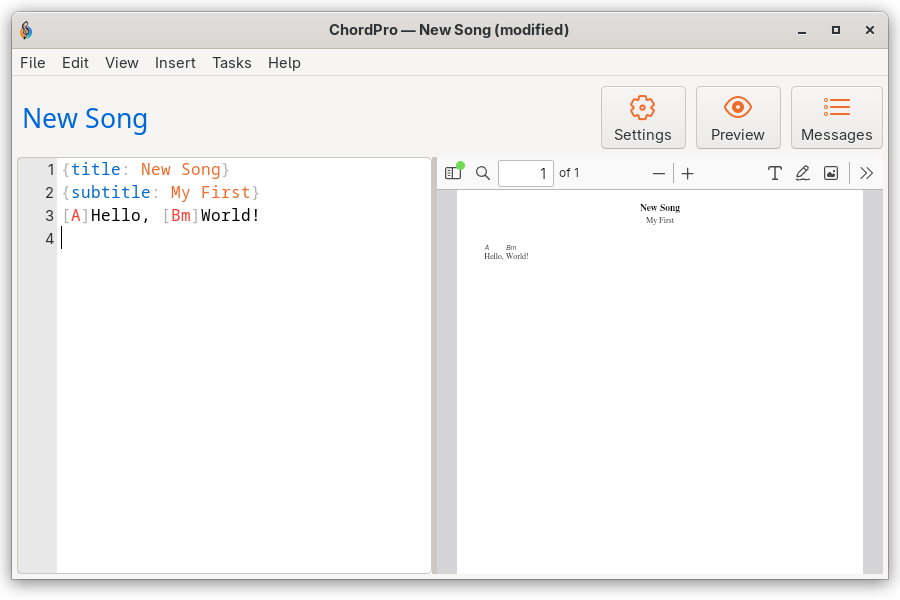 ChordPro — New Song (modified)
File Edit View Insert Tasks Help
New Song
Settings Preview Messages
1 {title: New Song}
2 {subtitle: My First}
3 [A]Hello, [Bm]World!
4
1 of 1
New Song
My First
A Bm
Hello, World!